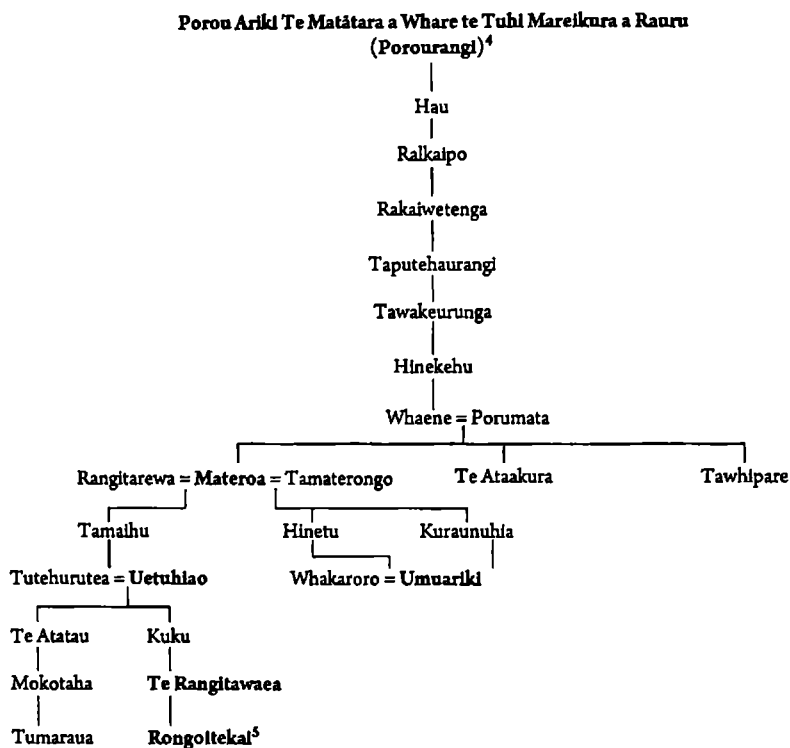 Porou Ariki Te Matātara a Whare te Tuhi Mareikura a Rauru
(Porourangi)⁴
Hau
Ralkaipo
Rakaiwetenga
Taputehaurangi
Tawakeurunga
Hinekehu
Whaene = Porumata
Rangitarewa = Materoa = Tamaterongo Te Ataakura Tawhipare
Tamaihu Hinetu Kuraunuhia
Tutehurutea = Uetuhiao Whakaroro = Umuariki
Te Atatau Kuku
Mokotaha Te Rangitawaea
Tumaraua Rongoitekai⁵